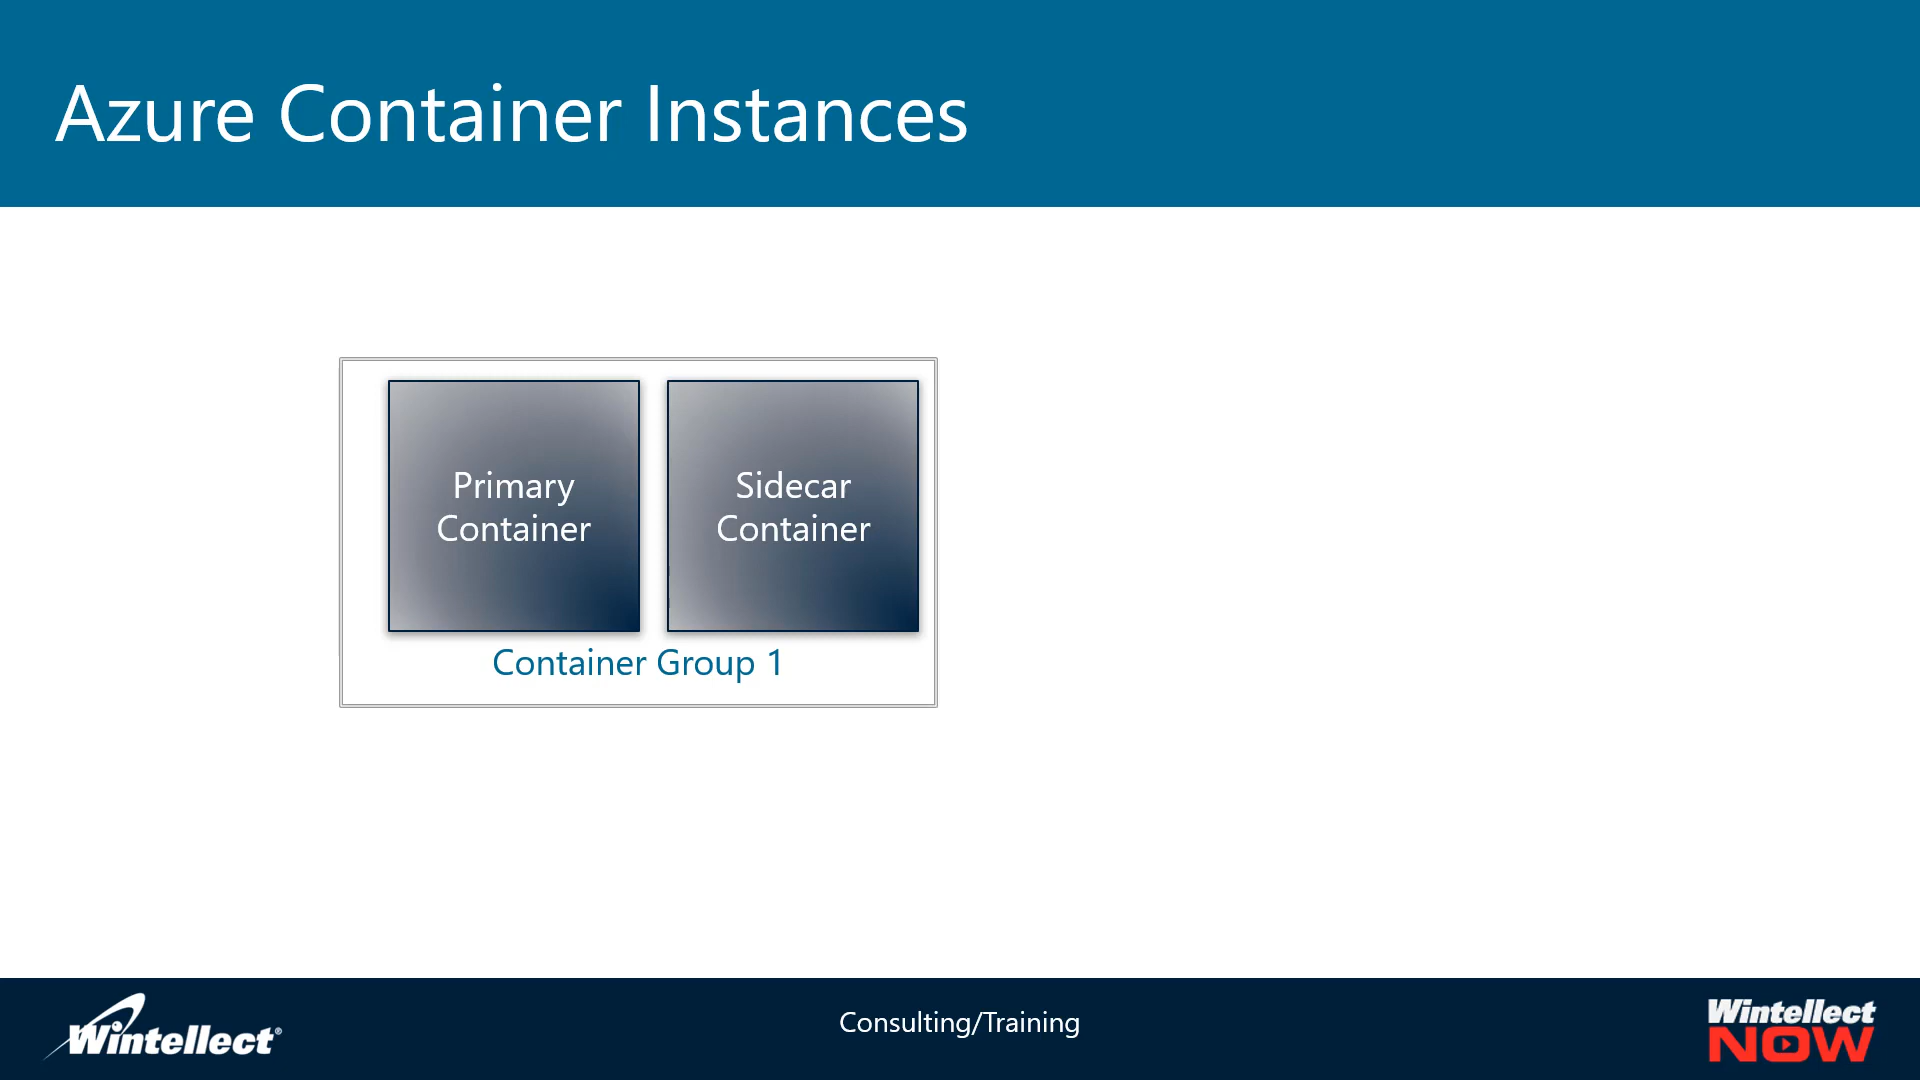 Azure Container Instances
Primary
Container
Sidecar
Container
Container Group 1
Wintellect®
Consulting/Training
Wintellect
NOW